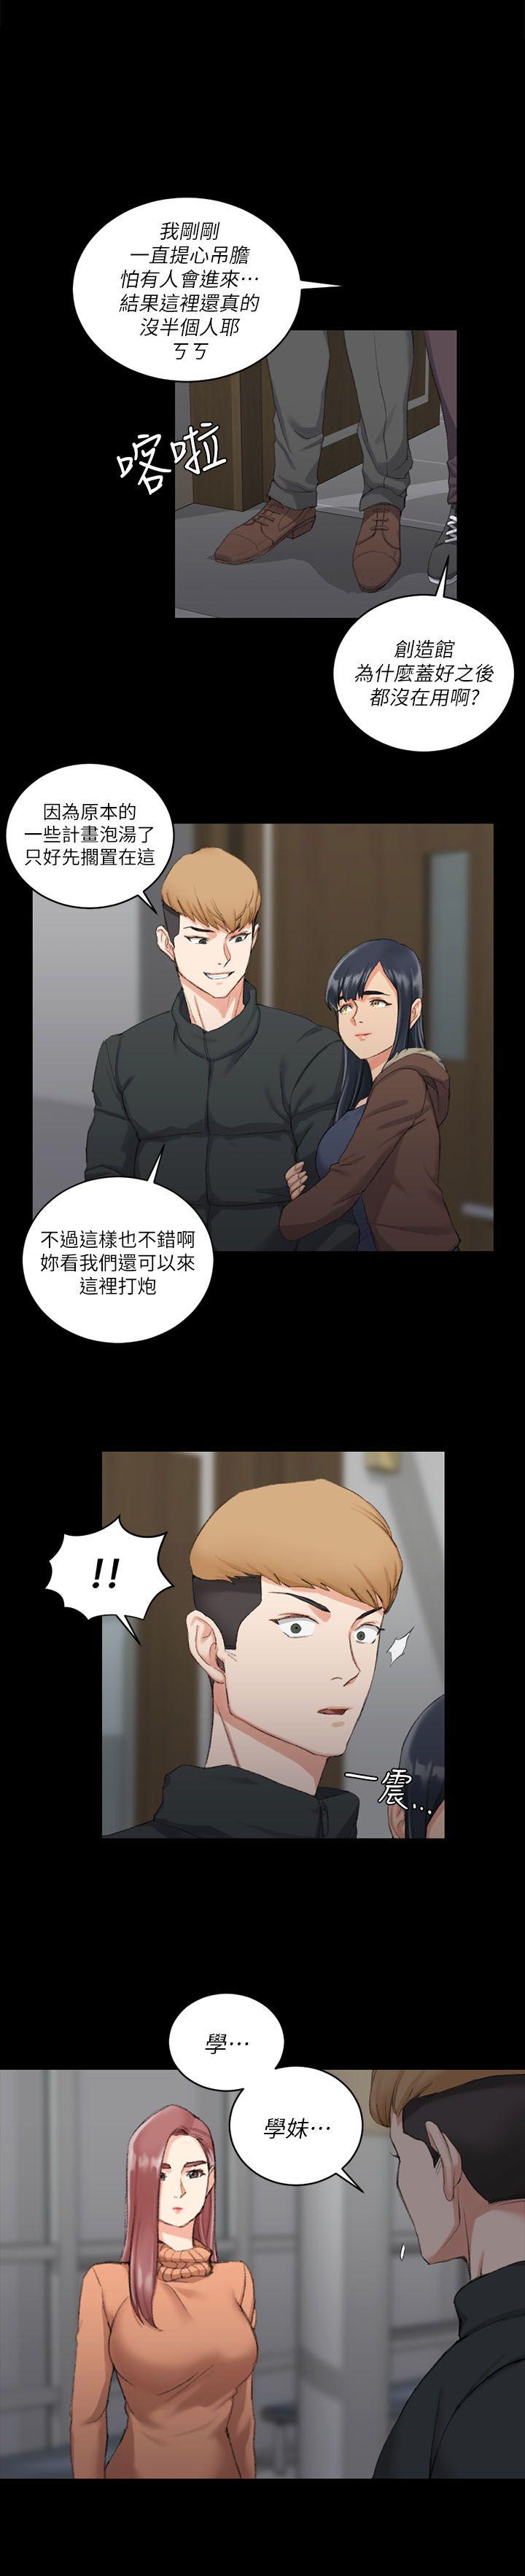 我剛剛
一直提心吊膽
怕有人會進來…
結果這裡還真的
沒半個人耶
ㄎㄎ
喀啦
創造館
為什麼蓋好之後
都沒在用啊?
因為原本的
一些計畫泡湯了
只好先擱置在這
不過這樣也不錯啊
妳看我們還可以來
這裡打炮
!!
一震…
學…
學妹…